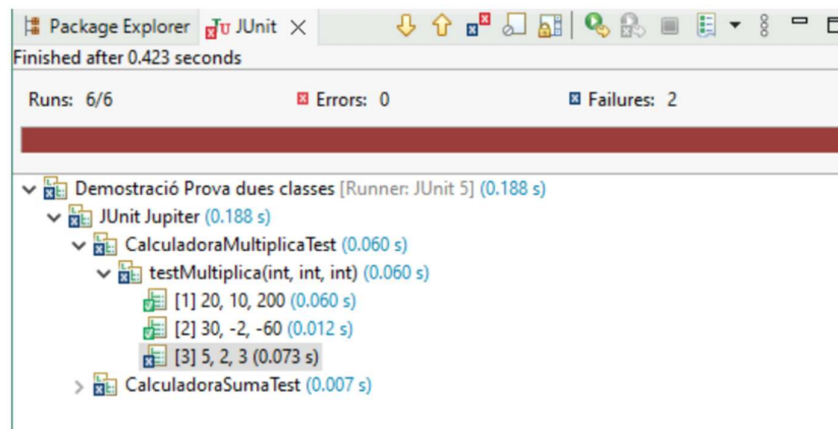 Package Explorer JUnit
Finished after 0.423 seconds
Runs: 6/6 Errors: 0 Failures: 2
Demostració Prova dues classes [Runner: JUnit 5] (0.188 s)
JUnit Jupiter (0.188 s)
CalculadoraMultiplicaTest (0.060 s)
testMultiplica(int, int, int) (0.060 s)
[1] 20, 10, 200 (0.060 s)
[2] 30, -2, -60 (0.012 s)
[3] 5, 2, 3 (0.073 s)
CalculadoraSumaTest (0.007 s)